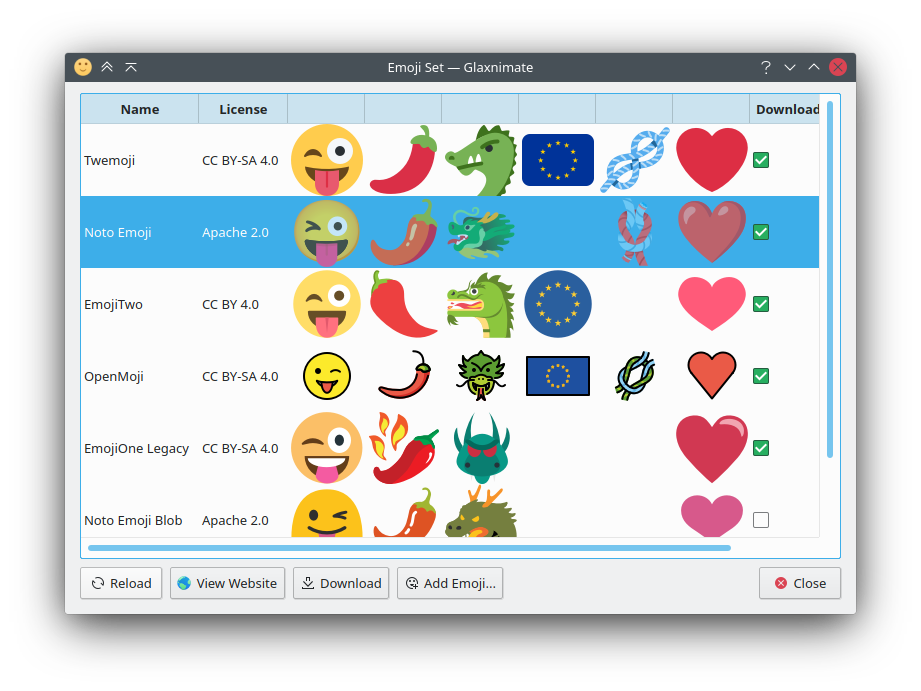 Emoji Set — Glaxnimate
Name License Download
Twemoji CC BY-SA 4.0
Noto Emoji Apache 2.0
EmojiTwo CC BY 4.0
OpenMoji CC BY-SA 4.0
EmojiOne Legacy CC BY-SA 4.0
Noto Emoji Blob Apache 2.0
Reload View Website Download Add Emoji... Close